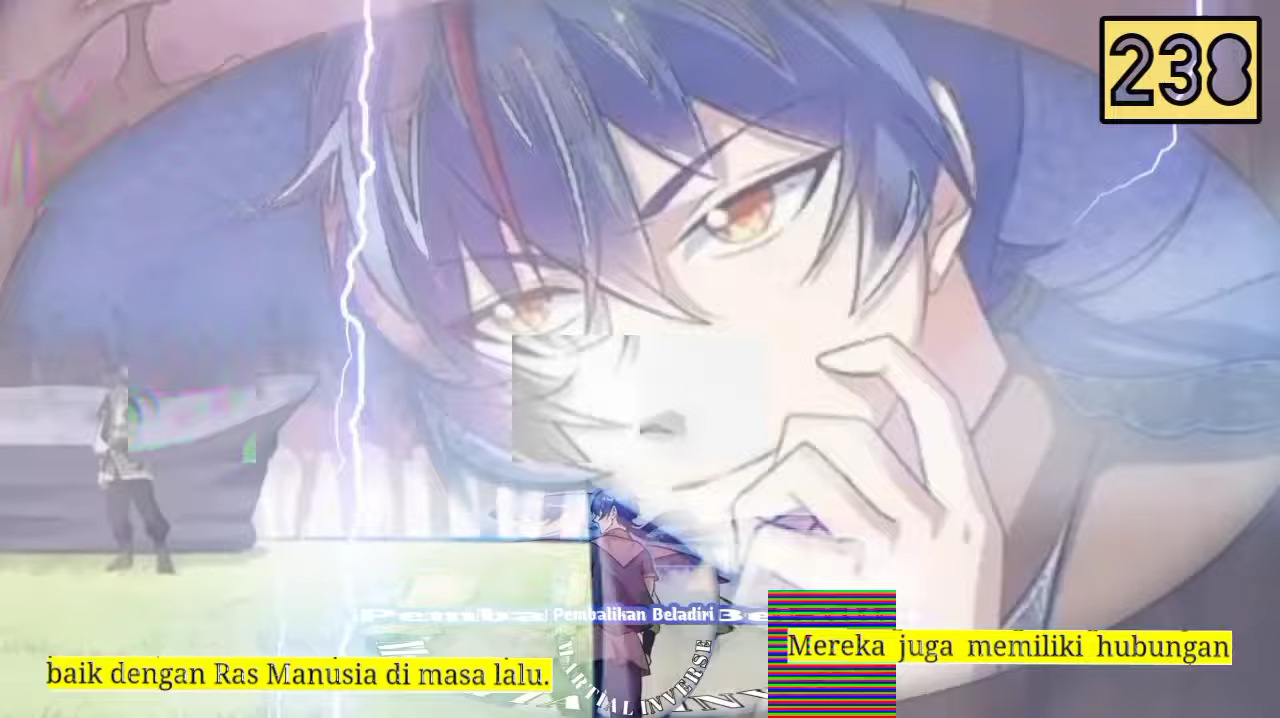 238
Pembalikan Beladiri
MARTIAL INVERSE
Mereka juga memiliki hubungan
baik dengan Ras Manusia di masa lalu.